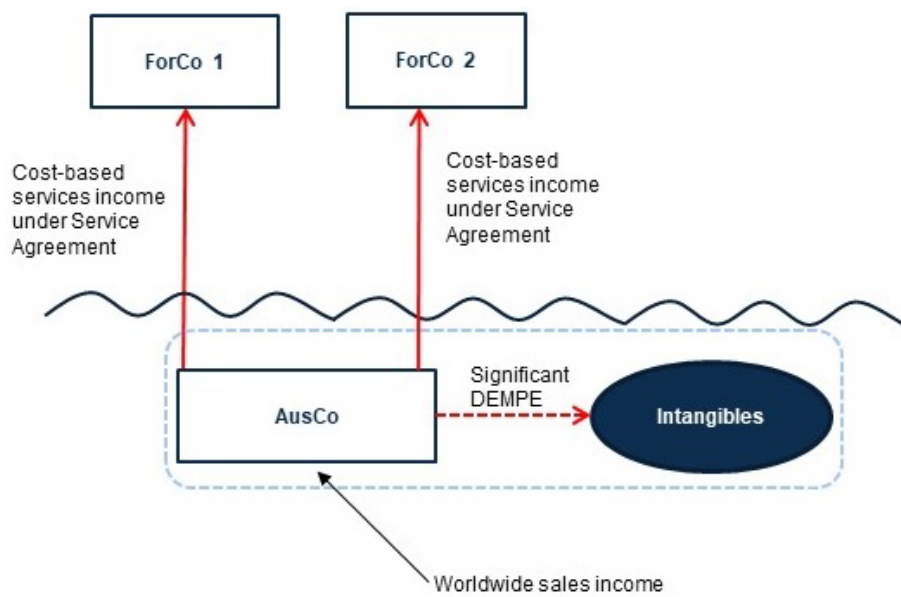 ForCo 1
ForCo 2
Cost-based
services income
under Service
Agreement
Cost-based
services income
under Service
Agreement
AusCo
Significant
DEMPE
Intangibles
Worldwide sales income